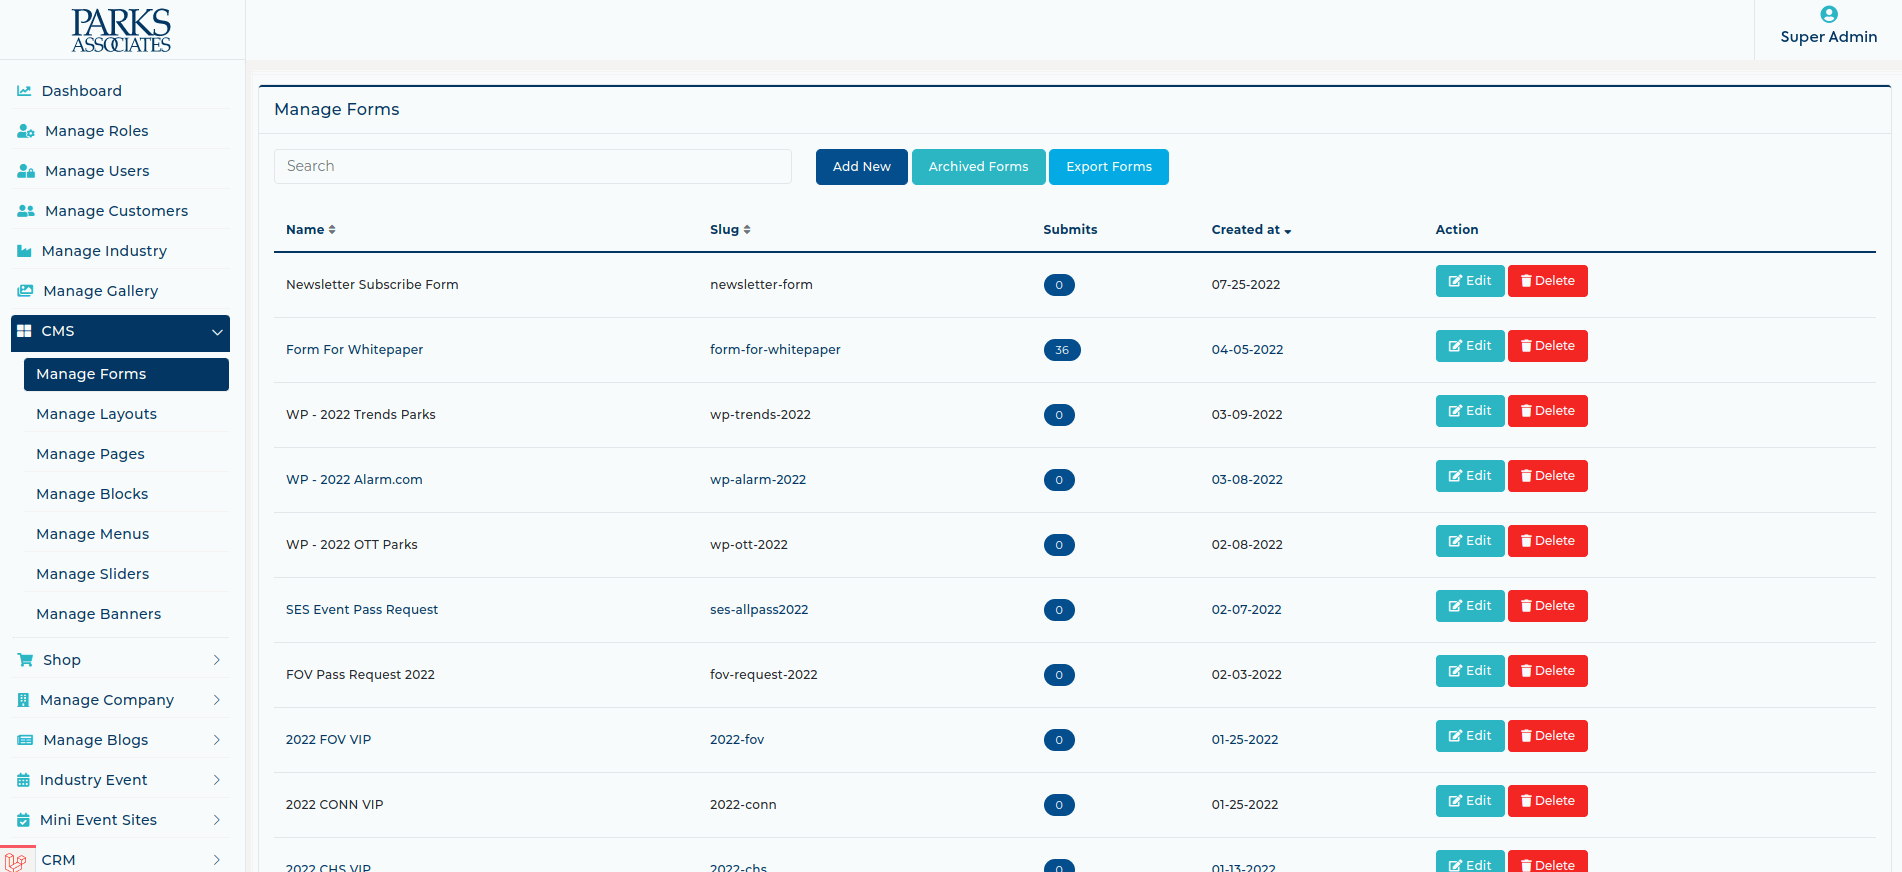 PARKS
ASSOCIATES
Super Admin
Dashboard
Manage Roles
Manage Users
Manage Customers
Manage Industry
Manage Gallery
CMS
Manage Forms
Manage Layouts
Manage Pages
Manage Blocks
Manage Menus
Manage Sliders
Manage Banners
Shop
Manage Company
Manage Blogs
Industry Event
Mini Event Sites
CRM
Manage Forms
Search
Add New Archived Forms Export Forms
Name Slug Submits Created at Action
Newsletter Subscribe Form newsletter-form 0 07-25-2022 Edit Delete
Form For Whitepaper form-for-whitepaper 36 04-05-2022 Edit Delete
WP - 2022 Trends Parks wp-trends-2022 0 03-09-2022 Edit Delete
WP - 2022 Alarm.com wp-alarm-2022 0 03-08-2022 Edit Delete
WP - 2022 OTT Parks wp-ott-2022 0 02-08-2022 Edit Delete
SES Event Pass Request ses-allpass2022 0 02-07-2022 Edit Delete
FOV Pass Request 2022 fov-request-2022 0 02-03-2022 Edit Delete
2022 FOV VIP 2022-fov 0 01-25-2022 Edit Delete
2022 CONN VIP 2022-conn 0 01-25-2022 Edit Delete
2022 CHS VIP 2022-chs 0 01-13-2022 Edit Delete